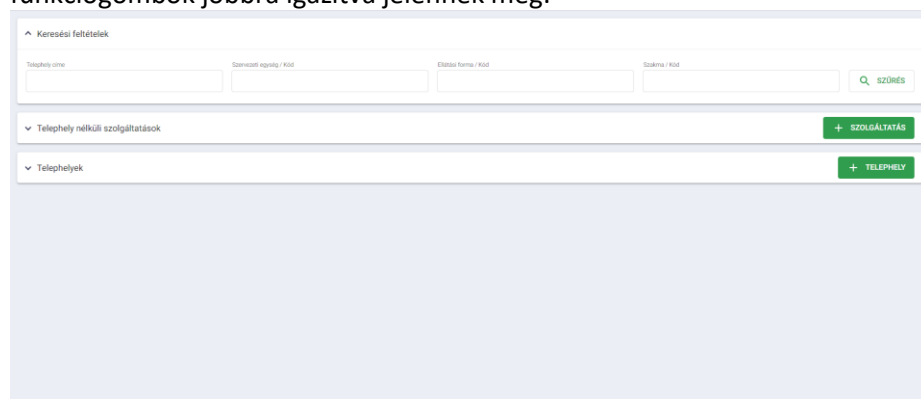 funkciógombok jobbra igazítva jelennek meg.
Keresési feltételek
Telephely címe
Szervezeti egység / Kód
Ellátási forma / Kód
Szakma / Kód
SZŰRÉS
Telephely nélküli szolgáltatások
+ SZOLGÁLTATÁS
Telephelyek
+ TELEPHELY